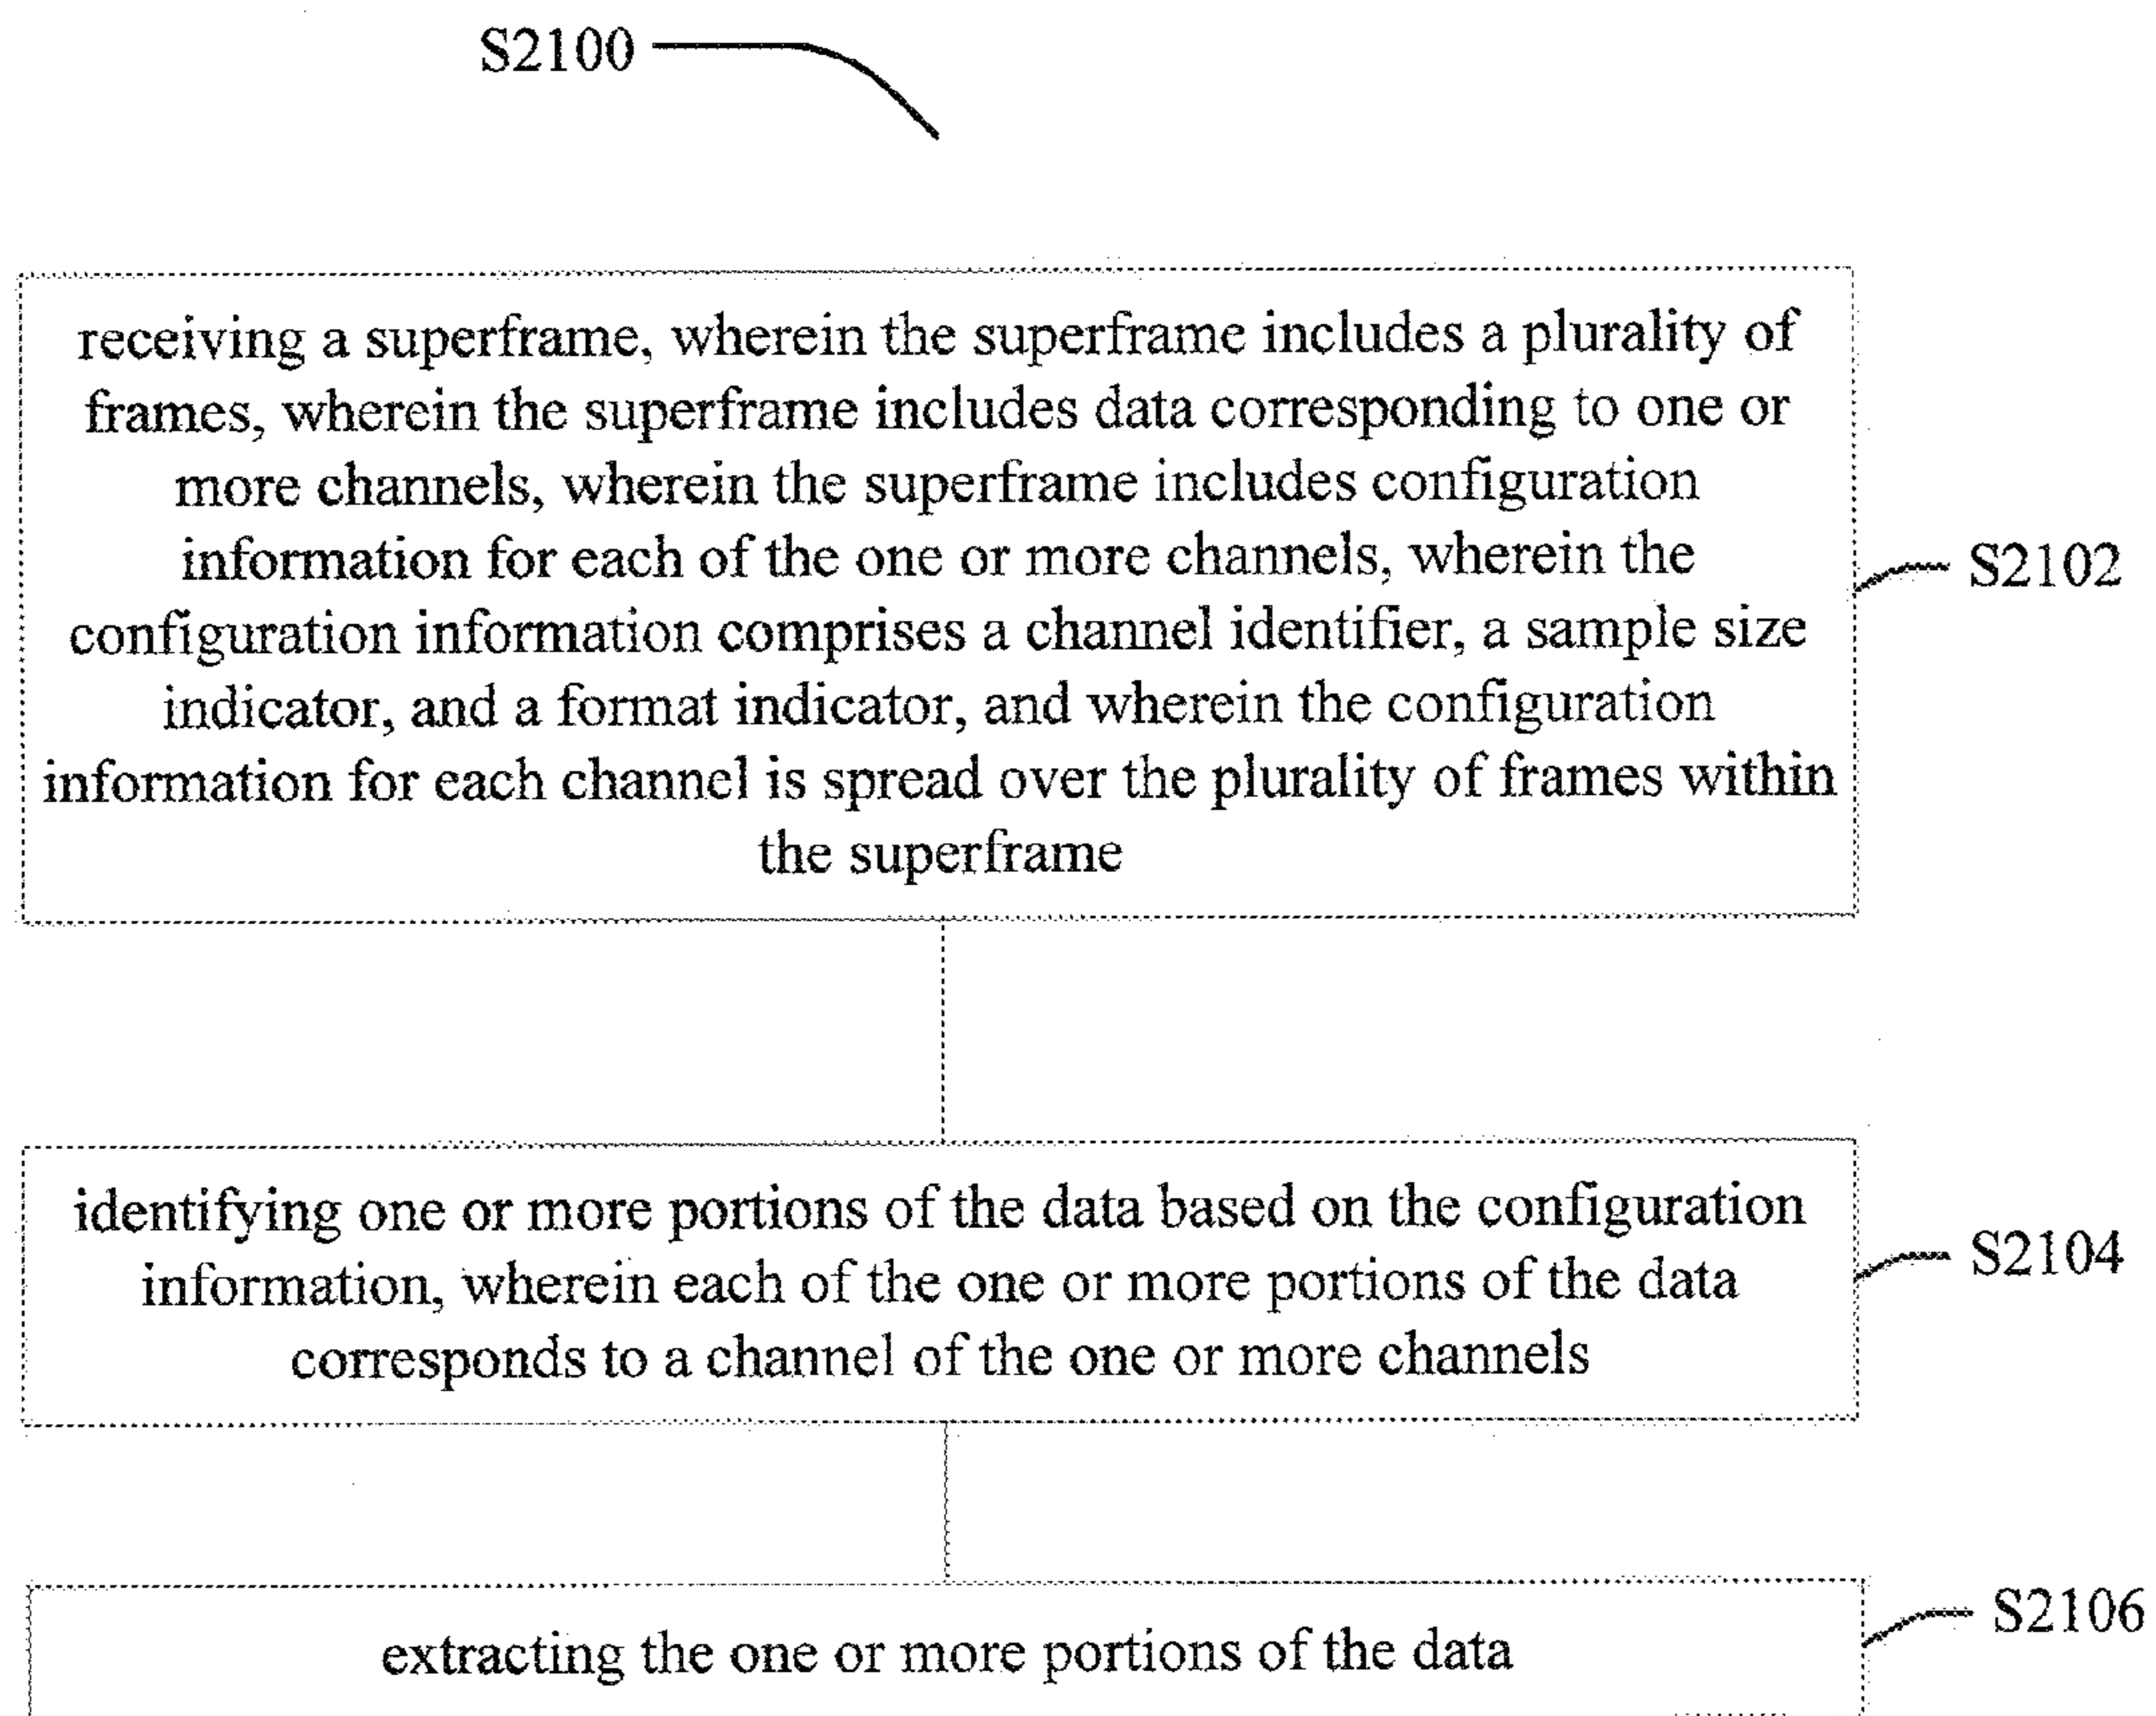 S2100
receiving a superframe, wherein the superframe includes a plurality of
frames, wherein the superframe includes data corresponding to one or
more channels, wherein the superframe includes configuration
information for each of the one or more channels, wherein the
configuration information comprises a channel identifier, a sample size
indicator, and a format indicator, and wherein the configuration
information for each channel is spread over the plurality of frames within
the superframe
S2102
identifying one or more portions of the data based on the configuration
information, wherein each of the one or more portions of the data
corresponds to a channel of the one or more channels
S2104
extracting the one or more portions of the data
S2106